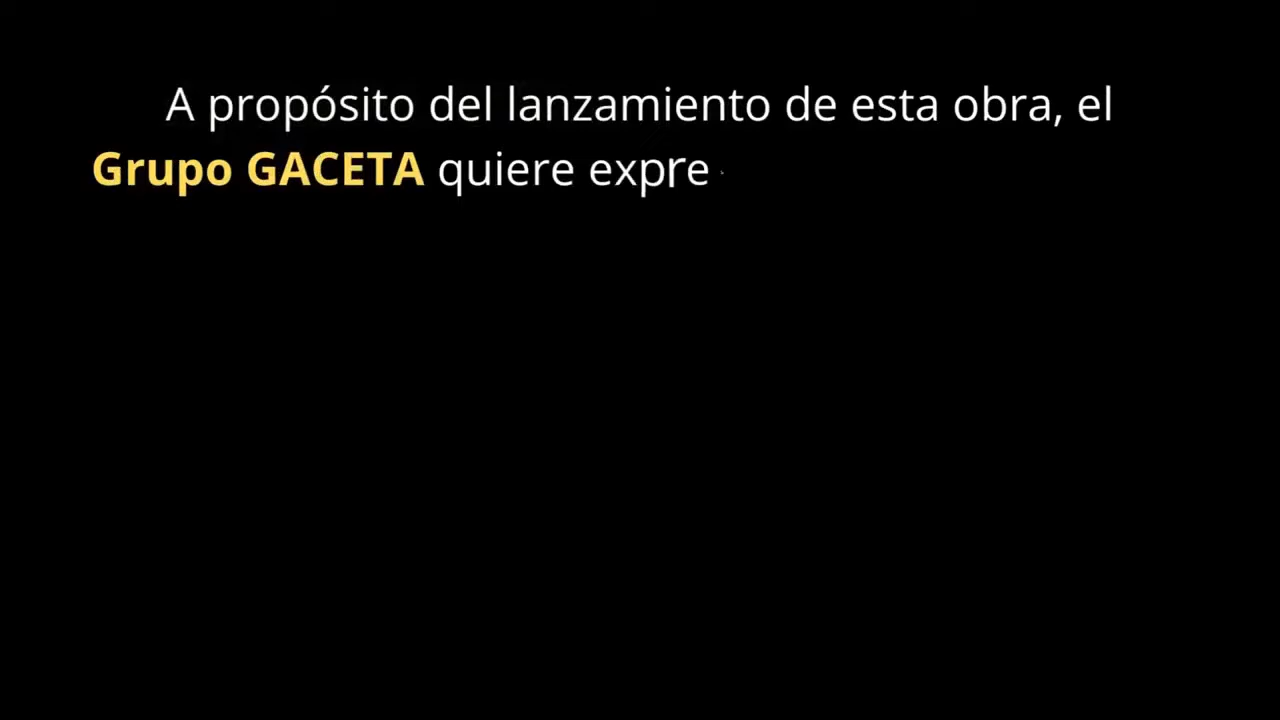 A propósito del lanzamiento de esta obra, el
Grupo GACETA quiere expre